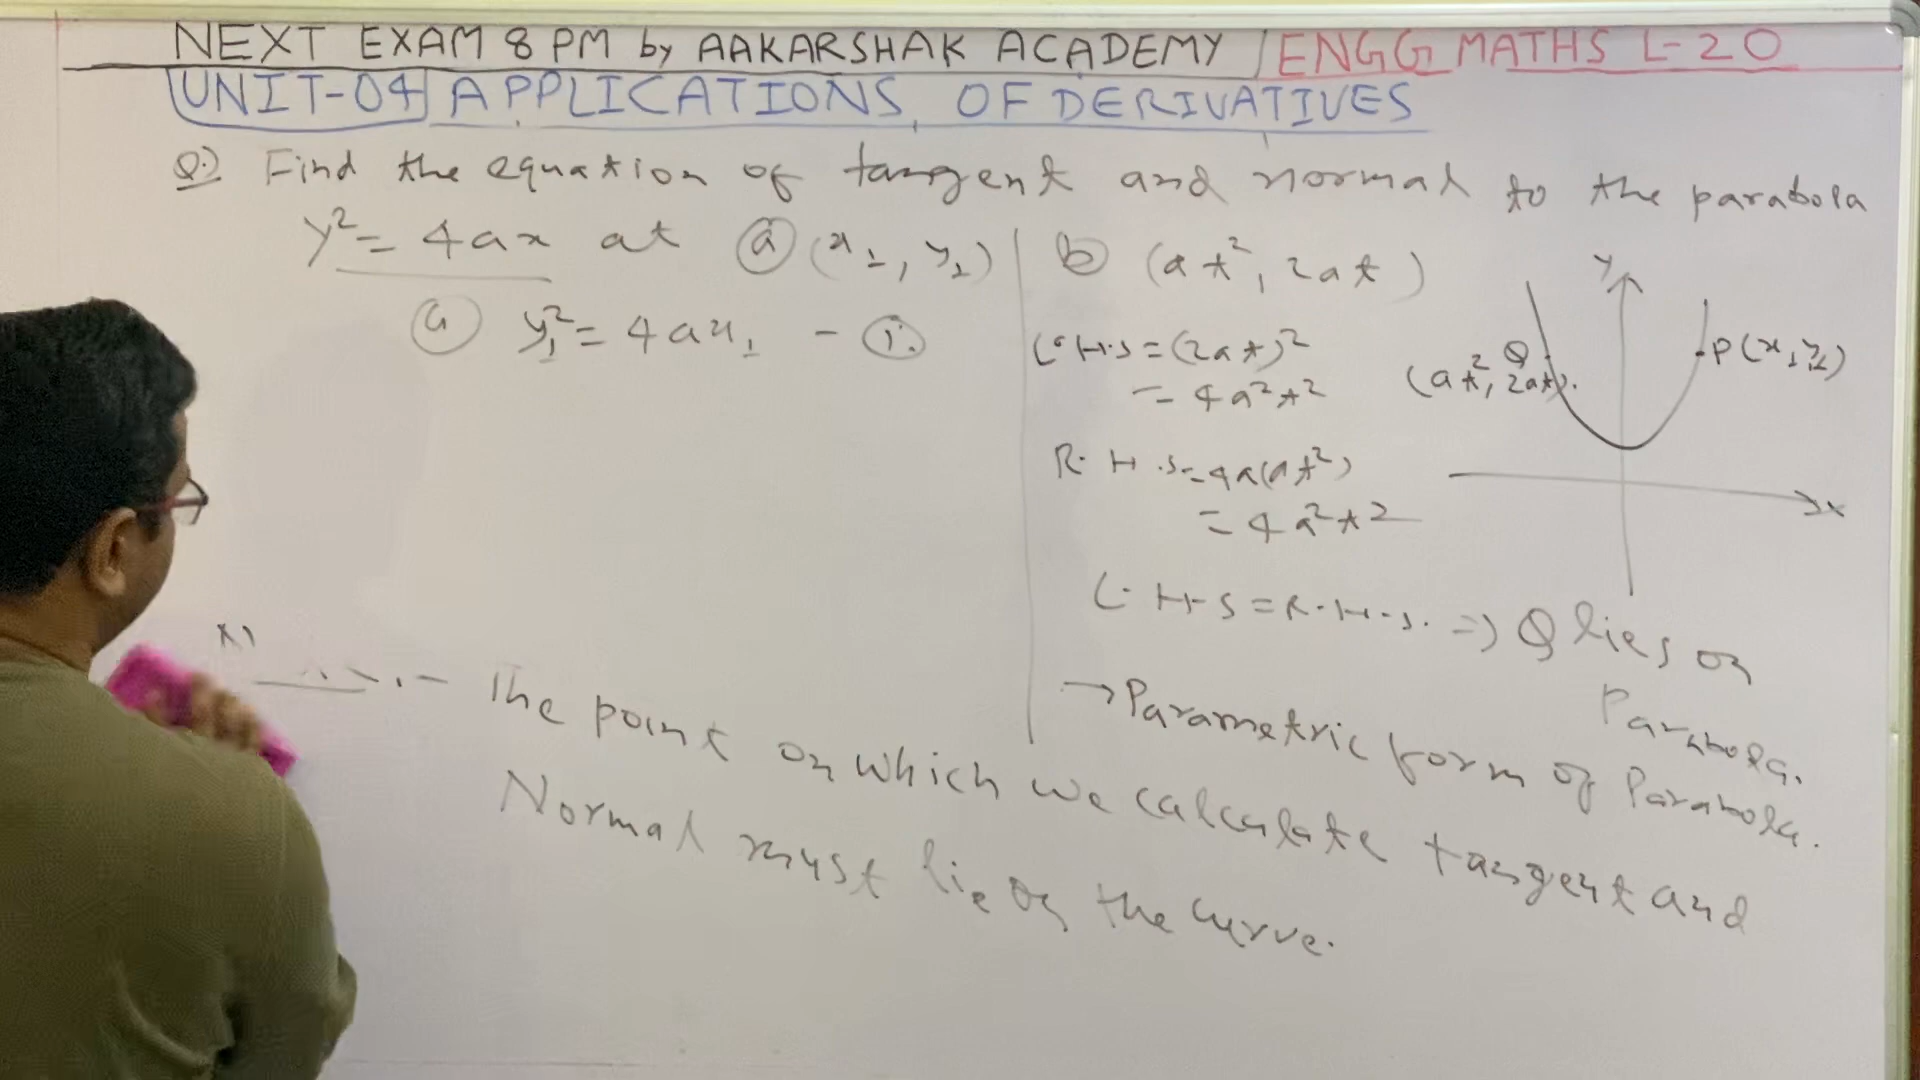 NEXT EXAM 8 PM by AAKARSHAK ACADEMY ENGG MATHS L-20
UNIT-04 APPLICATIONS OF DERIVATIVES
Q.) Find the equation of tangent and normal to the parabola
y² = 4ax at ⓐ (x₁, y₁) ⓑ (at², 2at)
ⓐ y₁² = 4ax₁ - ⓘ
L.H.S = (2at)²
= 4a²t²
R.H.S = 4a(at²)
= 4a²t²
L.H.S = R.H.S. ⇒ Q lies on
Parabola.
→ Parametric form of Parabola.
y
Q
(at², 2at).
P(x₁, y₁)
x
The point on which we calculate tangent and
Normal must lie on the curve.